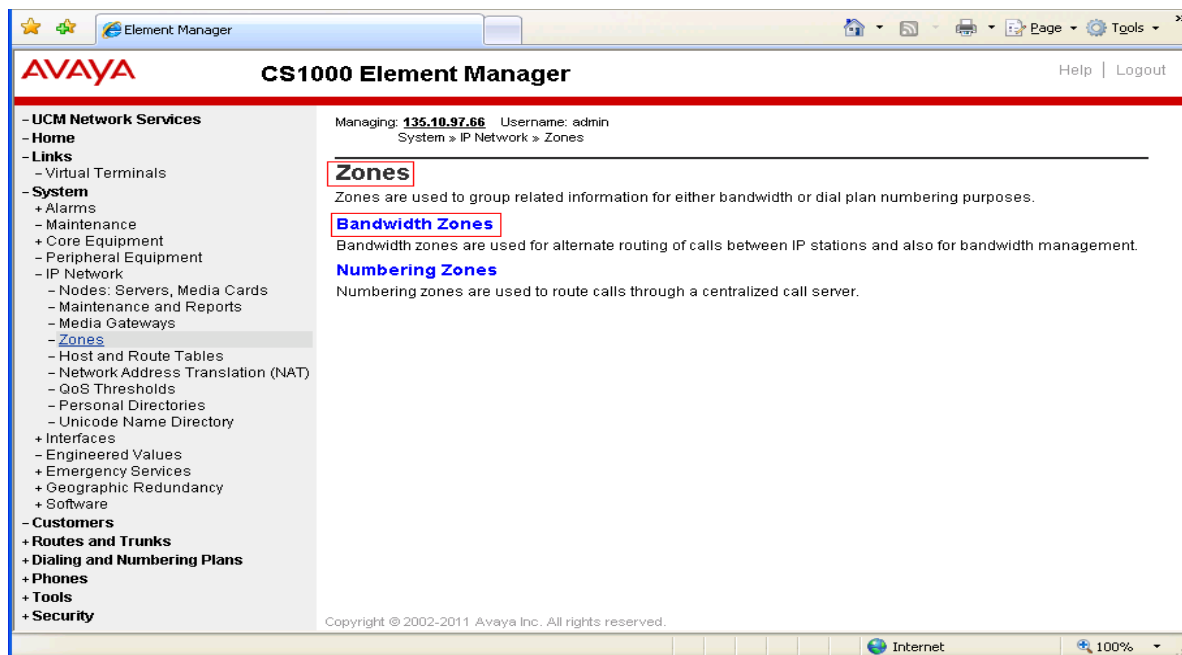 Element Manager
Page
Tools
»
AVAYA
CS1000 Element Manager
Help | Logout
- UCM Network Services
- Home
- Links
- Virtual Terminals
- System
+ Alarms
- Maintenance
+ Core Equipment
- Peripheral Equipment
- IP Network
- Nodes: Servers, Media Cards
- Maintenance and Reports
- Media Gateways
- Zones
- Host and Route Tables
- Network Address Translation (NAT)
- QoS Thresholds
- Personal Directories
- Unicode Name Directory
+ Interfaces
- Engineered Values
+ Emergency Services
+ Geographic Redundancy
+ Software
- Customers
+ Routes and Trunks
+ Dialing and Numbering Plans
+ Phones
+ Tools
+ Security
Managing: 135.10.97.66 Username: admin
System » IP Network » Zones
Zones
Zones are used to group related information for either bandwidth or dial plan numbering purposes.
Bandwidth Zones
Bandwidth zones are used for alternate routing of calls between IP stations and also for bandwidth management.
Numbering Zones
Numbering zones are used to route calls through a centralized call server.
Copyright © 2002-2011 Avaya Inc. All rights reserved.
Internet
100%